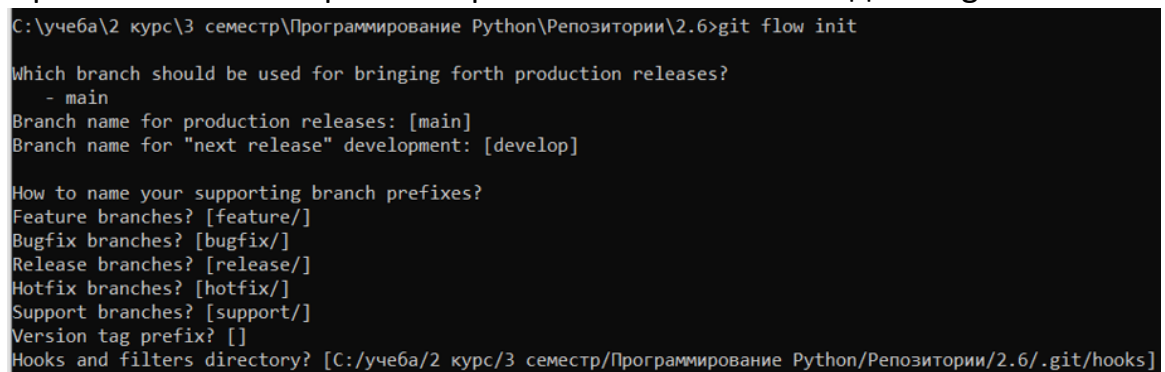 C:\учеба\2 курс\3 семестр\Программирование Python\Репозитории\2.6>git flow init
Which branch should be used for bringing forth production releases?
- main
Branch name for production releases: [main]
Branch name for "next release" development: [develop]
How to name your supporting branch prefixes?
Feature branches? [feature/]
Bugfix branches? [bugfix/]
Release branches? [release/]
Hotfix branches? [hotfix/]
Support branches? [support/]
Version tag prefix? []
Hooks and filters directory? [C:/учеба/2 курс/3 семестр/Программирование Python/Репозитории/2.6/.git/hooks]